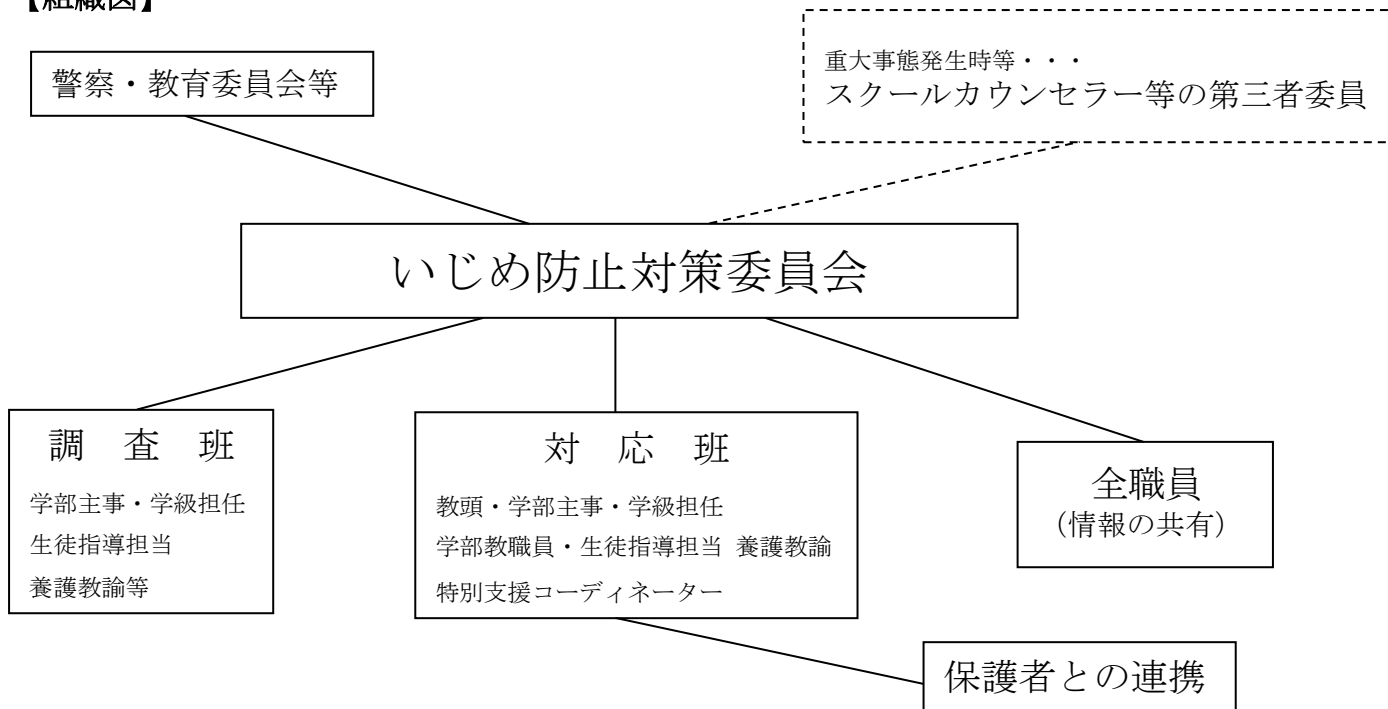 【組織図】
警察・教育委員会等
重大事態発生時等・・・
スクールカウンセラー等の第三者委員
いじめ防止対策委員会
調　査　班
学部主事・学級担任
生徒指導担当
養護教諭等
対　応　班
教頭・学部主事・学級担任
学部教職員・生徒指導担当 養護教諭
特別支援コーディネーター
全職員
（情報の共有）
保護者との連携